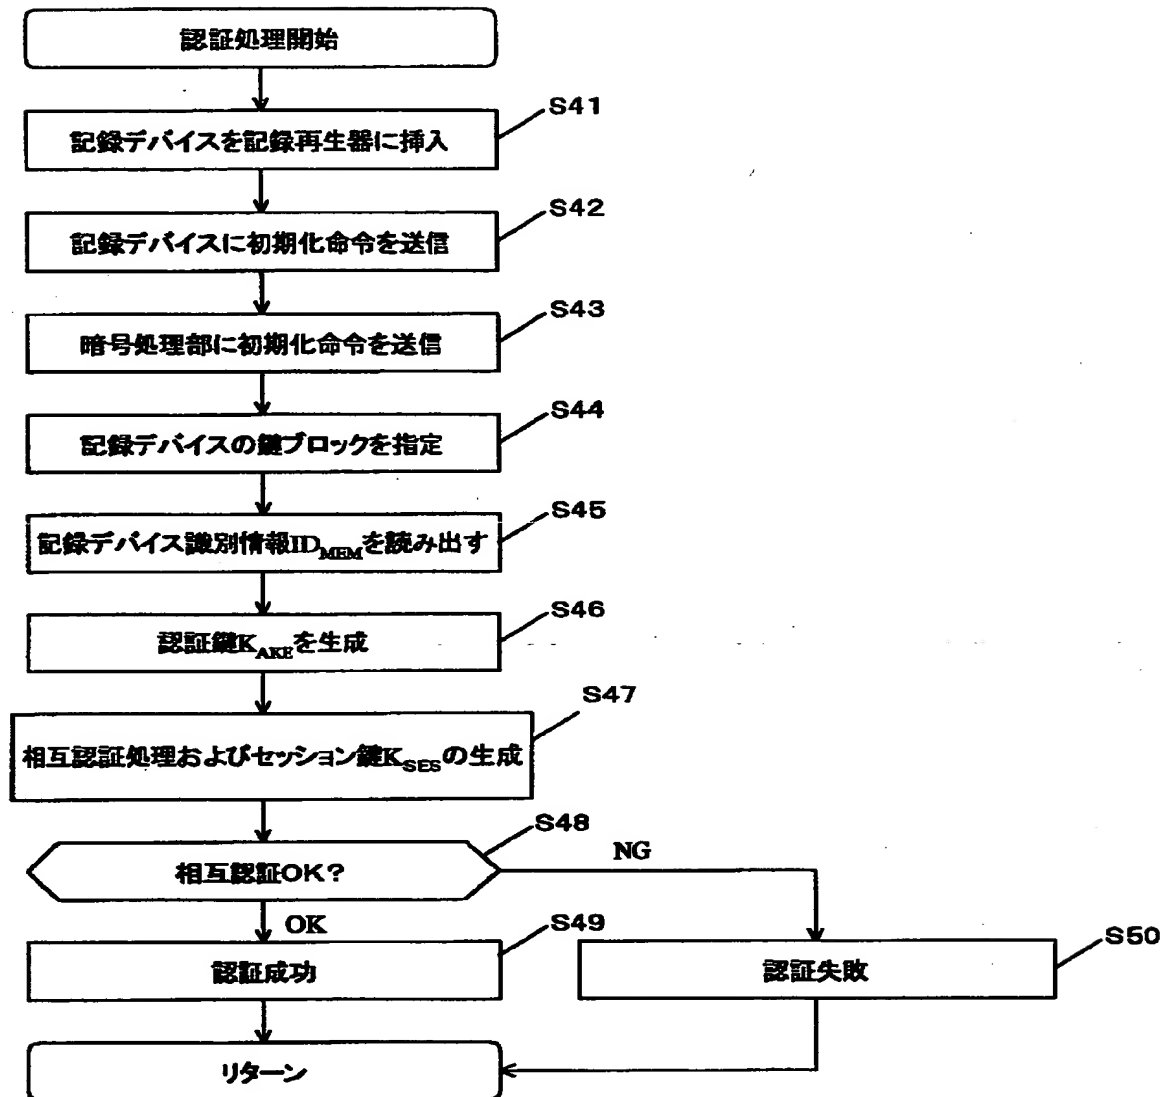 認証処理開始
S41
記録デバイスを記録再生器に挿入
S42
記録デバイスに初期化命令を送信
S43
暗号処理部に初期化命令を送信
S44
記録デバイスの鍵ブロックを指定
S45
記録デバイス識別情報ID_MEMを読み出す
S46
認証鍵K_AKEを生成
S47
相互認証処理およびセッション鍵K_SESの生成
S48
相互認証OK?
NG
OK
S49
認証成功
S50
認証失敗
リターン